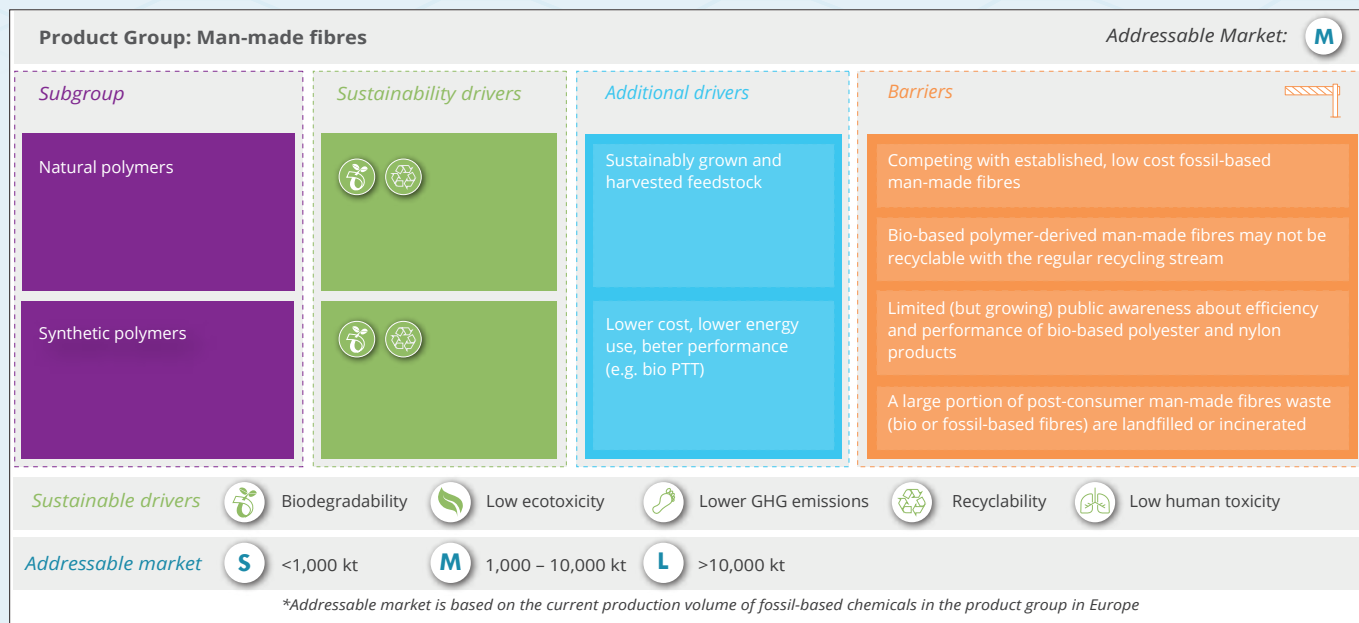 Product Group: Man-made fibres
Addressable Market:
M
Subgroup
Sustainability drivers
Additional drivers
Barriers
Natural polymers
Sustainably grown and
harvested feedstock
Competing with established, low cost fossil-based
man-made fibres
Bio-based polymer-derived man-made fibres may not be
recyclable with the regular recycling stream
Synthetic polymers
Lower cost, lower energy
use, beter performance
(e.g. bio PTT)
Limited (but growing) public awareness about efficiency
and performance of bio-based polyester and nylon
products
A large portion of post-consumer man-made fibres waste
(bio or fossil-based fibres) are landfilled or incinerated
Sustainable drivers
Biodegradability
Low ecotoxicity
Lower GHG emissions
Recyclability
Low human toxicity
Addressable market
S
<1,000 kt
M
1,000 – 10,000 kt
L
>10,000 kt
*Addressable market is based on the current production volume of fossil-based chemicals in the product group in Europe